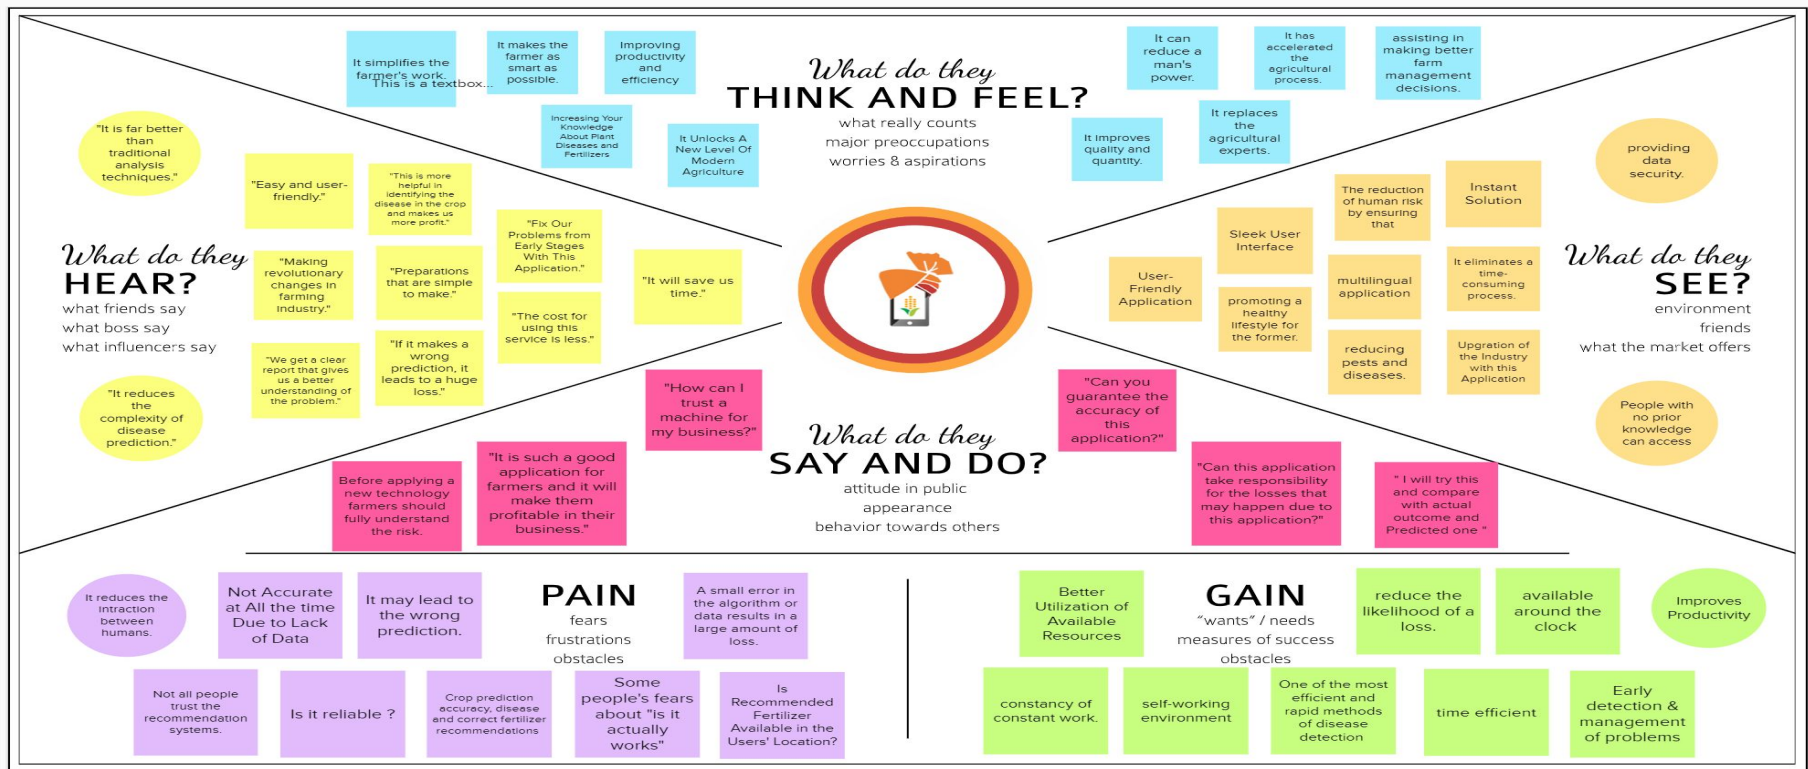 What do they
THINK AND FEEL?
what really counts
major preoccupations
worries & aspirations
It simplifies the
farmer's work.
This is a textbox...
It makes the
farmer as
smart as
possible.
Improving
productivity
and
efficiency
Increasing Your
Knowledge
About Plant
Diseases and
Fertilizers
It Unlocks A
New Level Of
Modern
Agriculture
It can
reduce a
man's
power.
It has
accelerated
the
agricultural
process.
assisting in
making better
farm
management
decisions.
It improves
quality and
quantity.
It replaces
the
agricultural
experts.
What do they
HEAR?
what friends say
what boss say
what influencers say
"It is far better
than
traditional
analysis
techniques."
"Easy and user-
friendly."
"This is more
helpful in
identifying the
disease in the crop
and makes us
more profit."
"Fix Our
Problems from
Early Stages
With This
Application."
"Making
revolutionary
changes in
farming
Industry."
"Preparations
that are simple
to make."
"It will save us
time."
"The cost for
using this
service is less."
"We get a clear
report that gives
us a better
understanding of
the problem."
"If it makes a
wrong
prediction, it
leads to a huge
loss."
"It reduces
the
complexity of
disease
prediction."
What do they
SEE?
environment
friends
what the market offers
providing
data
security.
The reduction
of human risk
by ensuring
that
Instant
Solution
Sleek User
Interface
User-
Friendly
Application
multilingual
application
It eliminates a
time-
consuming
process.
promoting a
healthy
lifestyle for
the former.
reducing
pests and
diseases.
Upgration of
the Industry
with this
Application
People with
no prior
knowledge
can access
What do they
SAY AND DO?
attitude in public
appearance
behavior towards others
"How can I
trust a
machine for
my business?"
"Can you
guarantee the
accuracy of
this
application?"
Before applying a
new technology
farmers should
fully understand
the risk.
"It is such a good
application for
farmers and it will
make them
profitable in their
business."
"Can this application
take responsibility
for the losses that
may happen due to
this application?"
" I will try this
and compare
with actual
outcome and
Predicted one "
PAIN
fears
frustrations
obstacles
It reduces the
intraction
between
humans.
Not Accurate
at All the time
Due to Lack
of Data
It may lead to
the wrong
prediction.
A small error in
the algorithm or
data results in a
large amount of
loss.
Not all people
trust the
recommendation
systems.
Is it reliable ?
Crop prediction
accuracy, disease
and correct fertilizer
recommendations
Some
people's fears
about "is it
actually
works"
Is
Recommended
Fertilizer
Available in the
Users' Location?
GAIN
"wants" / needs
measures of success
obstacles
Better
Utilization of
Available
Resources
reduce the
likelihood of a
loss.
available
around the
clock
Improves
Productivity
constancy of
constant work.
self-working
environment
One of the most
efficient and
rapid methods
of disease
detection
time efficient
Early
detection &
management
of problems